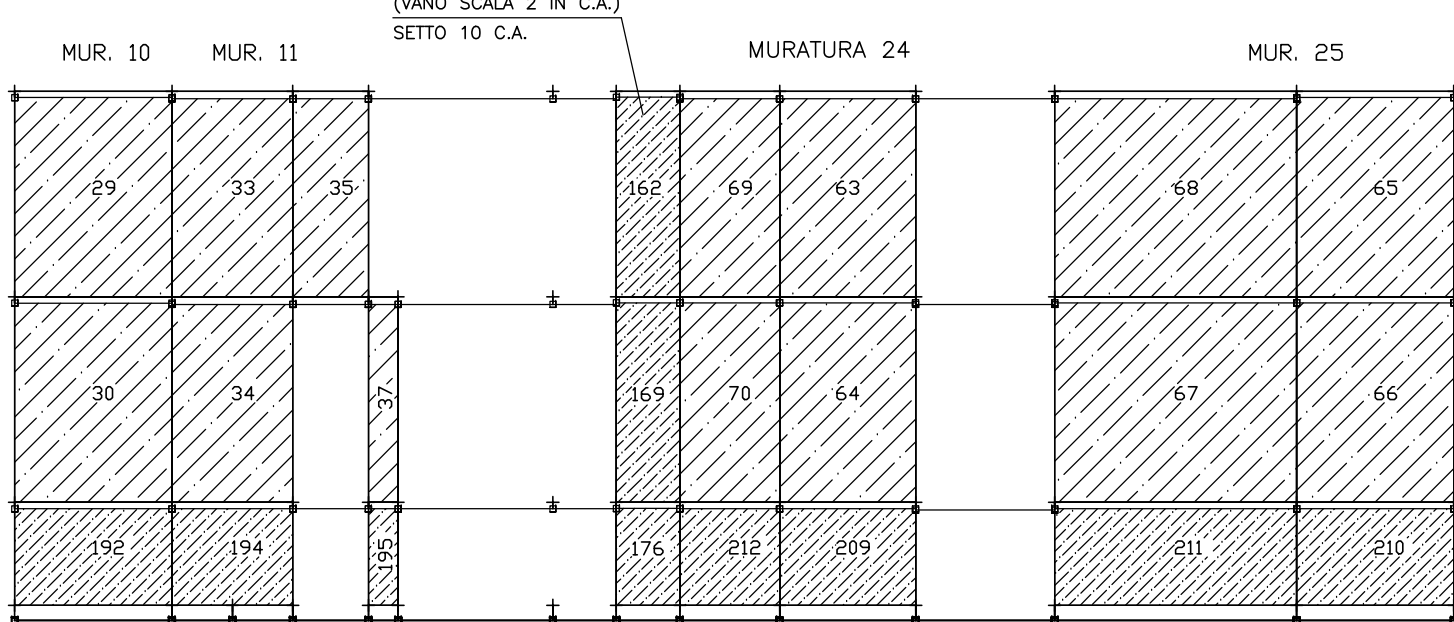 (VANO SCALA 2 IN C.A.)
SETTO 10 C.A.
MUR. 10 MUR. 11 MURATURA 24 MUR. 25
29 33 35 162 69 63 68 65
30 34 37 169 70 64 67 66
192 194 195 176 212 209 211 210